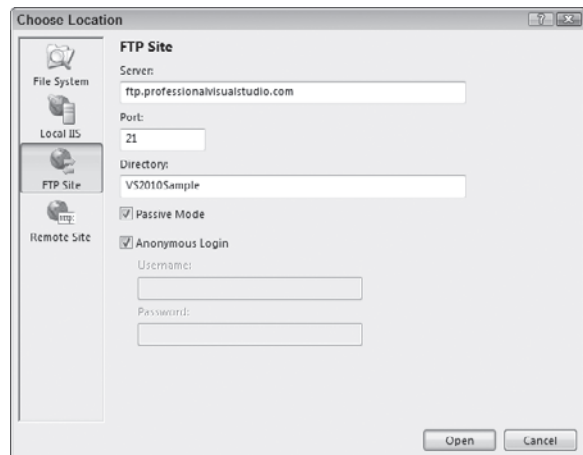 Choose Location
?
File System
Local IIS
FTP Site
http:
Remote Site
FTP Site
Server:
ftp.professionalvisualstudio.com
Port:
21
Directory:
VS2010Sample
Passive Mode
Anonymous Login
Username:
Password:
Open
Cancel